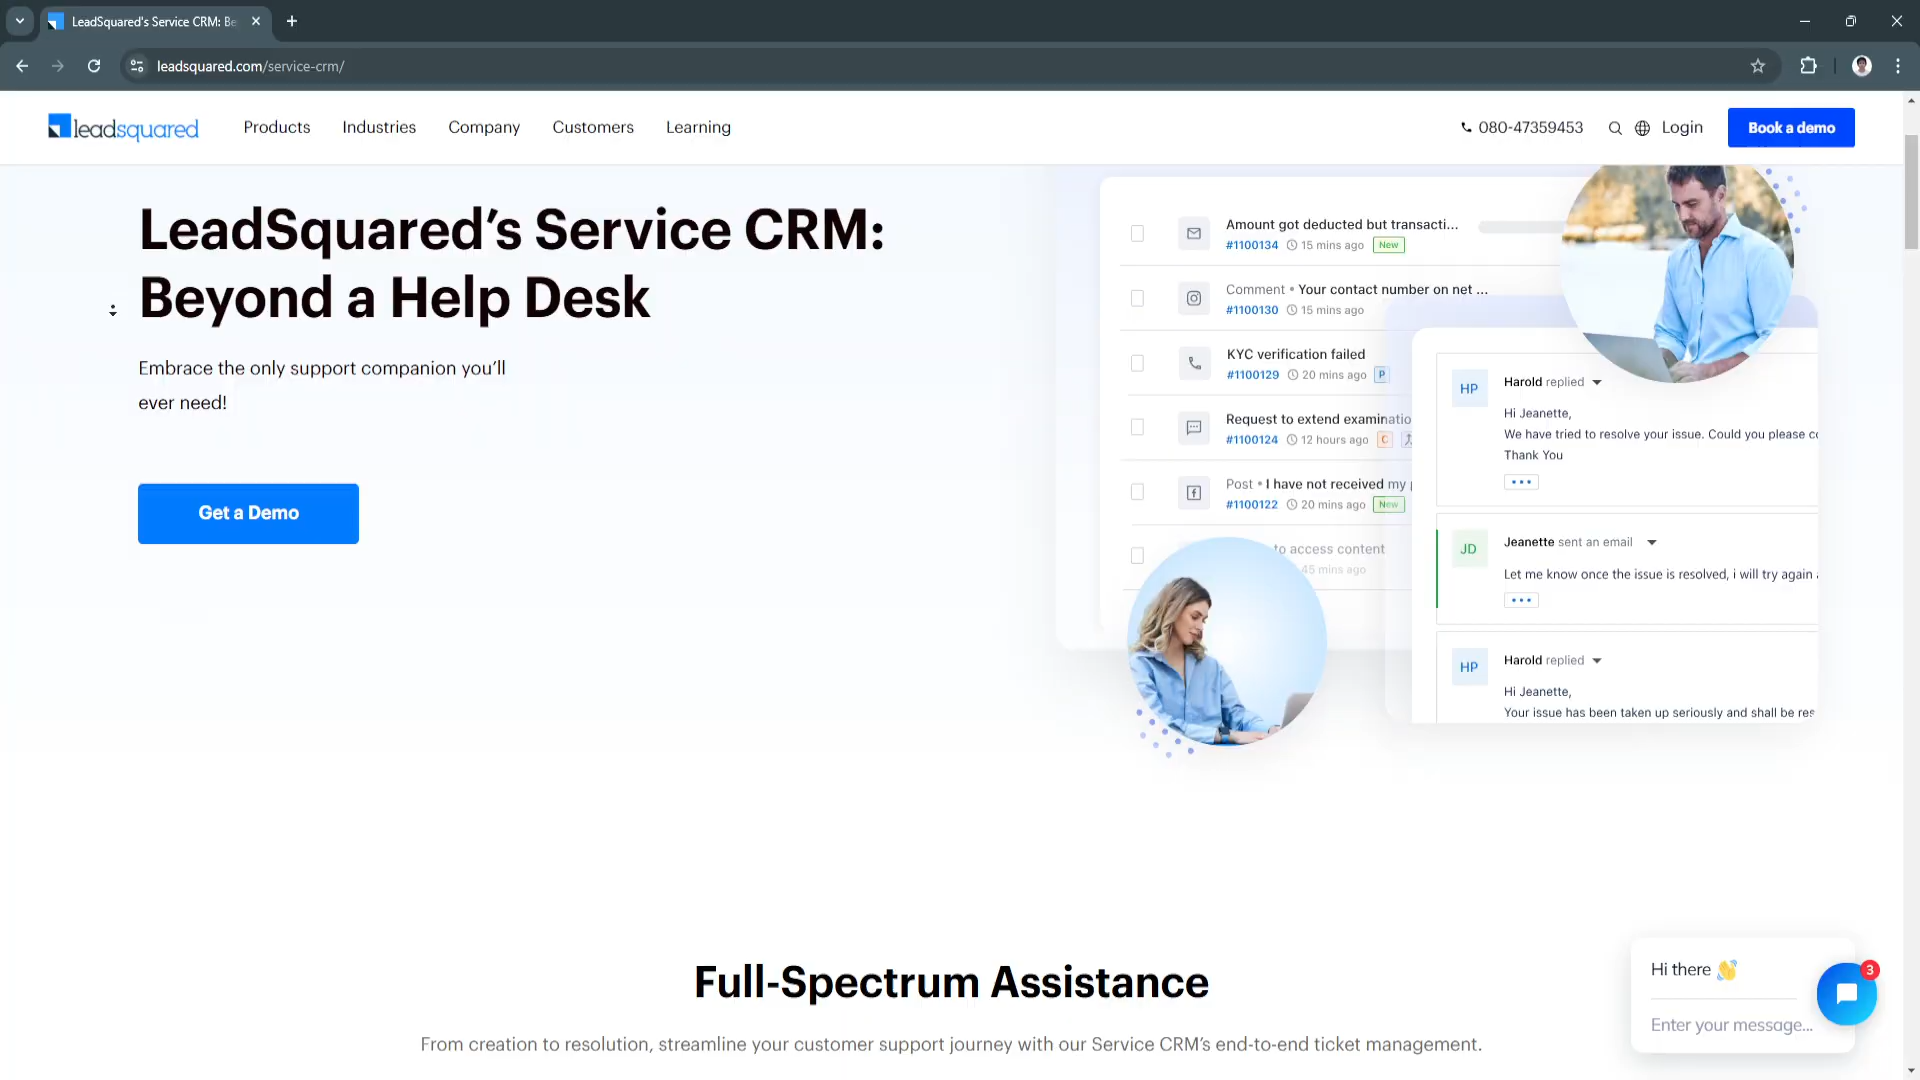 LeadSquared's Service CRM: Be
leadsquared.com/service-crm/
leadsquared
Products
Industries
Company
Customers
Learning
080-47359453
Login
Book a demo
LeadSquared’s Service CRM:
Beyond a Help Desk
Embrace the only support companion you’ll
ever need!
Get a Demo
Amount got deducted but transacti...
#1100134 15 mins ago New
Comment • Your contact number on net ...
#1100130 15 mins ago
KYC verification failed
#1100129 20 mins ago P
Request to extend examinatio
#1100124 12 hours ago C
Post • I have not received my
#1100122 20 mins ago New
to access content
45 mins ago
HP
Harold replied
Hi Jeanette,
We have tried to resolve your issue. Could you please
Thank You
JD
Jeanette sent an email
Let me know once the issue is resolved, i will try again
HP
Harold replied
Hi Jeanette,
Your issue has been taken up seriously and shall be res
Full-Spectrum Assistance
From creation to resolution, streamline your customer support journey with our Service CRM’s end-to-end ticket management.
Hi there 👋
3
Enter your message...